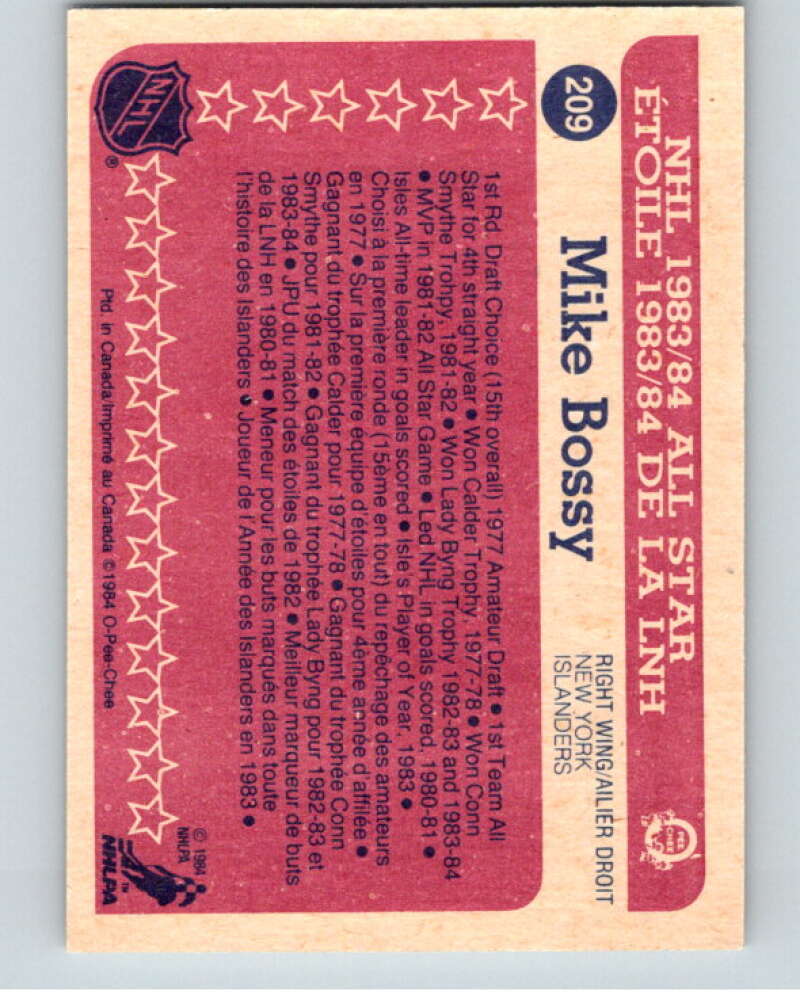 NHL 1983/84 ALL STAR
ÉTOILE 1983/84 DE LA LNH
O PEE CHEE
209
Mike Bossy
RIGHT WING/AILIER DROIT
NEW YORK
ISLANDERS
1st Rd. Draft Choice (15th overall) 1977 Amateur Draft ● 1st Team All
Star for 4th straight year ● Won Calder Trophy, 1977-78 ● Won Conn
Smythe Trohpy, 1981-82 ● Won Lady Byng Trophy 1982-83 and 1983-84
● MVP in 1981-82 All Star Game ● Led NHL in goals scored, 1980-81 ●
Isles All-time leader in goals scored ● Isle's Player of Year, 1983 ●
Choisi à la première ronde (15ème en tout) du repêchage des amateurs
en 1977 ● Sur la première équipe d'étoiles pour 4ème année d'affilée ●
Gagnant du trophée Calder pour 1977-78 ● Gagnant du trophée Conn
Smythe pour 1981-82 ● Gagnant du trophée Lady Byng pour 1982-83 et
1983-84 ● JPU du match des étoiles de 1982 ● Meilleur marqueur de buts
de la LNH en 1980-81 ● Meneur pour les buts marqués dans toute
l'histoire des Islanders ● Joueur de l'Année des Islanders en 1983 ●
NHL ®
Ptd. in Canada/Imprimé au Canada ©1984 O-Pee-Chee
© 1984
NHLPA
NHLPA™